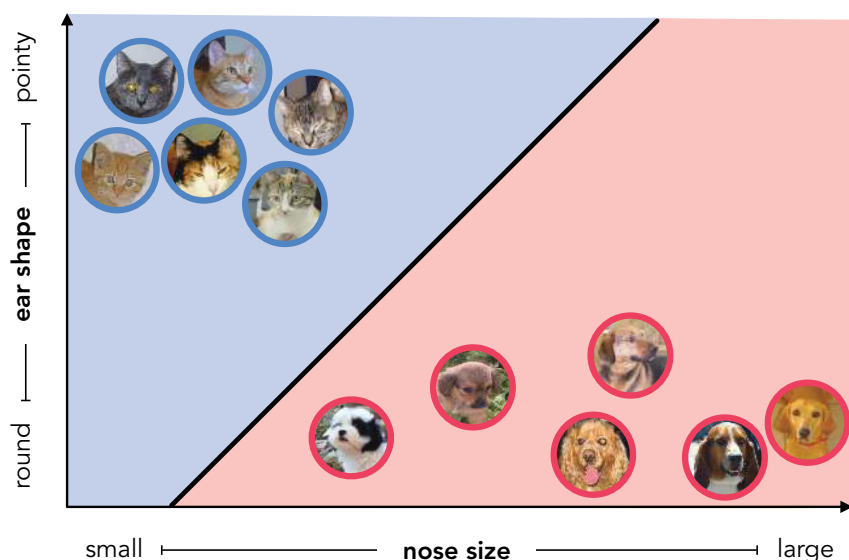 pointy
ear shape
round
small
nose size
large